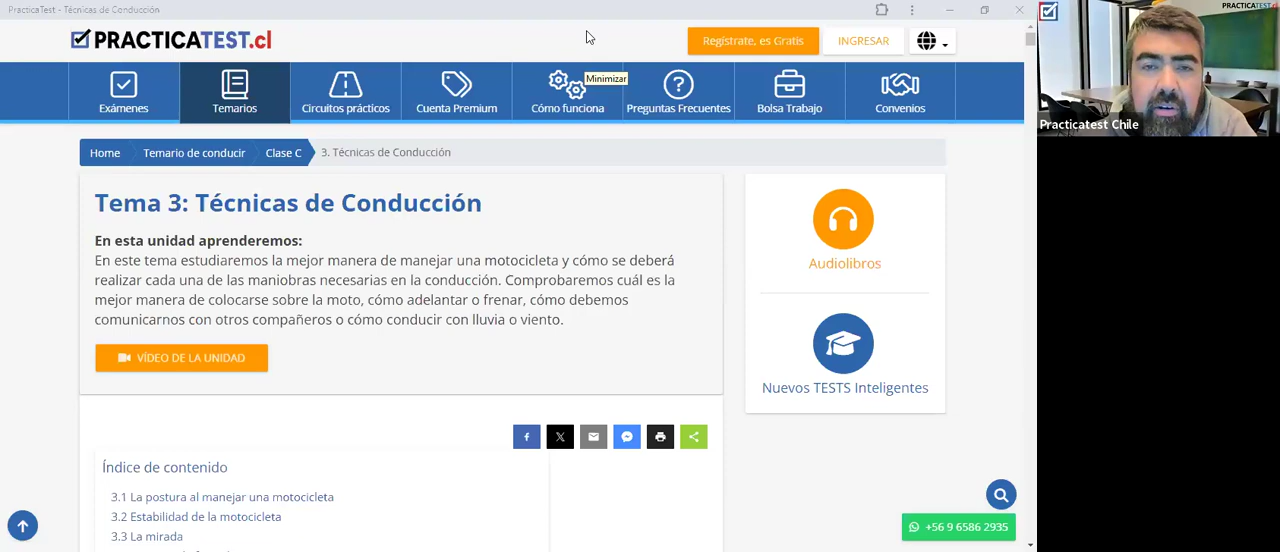 PracticaTest - Técnicas de Conducción
PRACTICATEST.cl
Regístrate, es Gratis
INGRESAR
Exámenes
Temarios
Circuitos prácticos
Cuenta Premium
Cómo funciona
Minimizar
Preguntas Frecuentes
Bolsa Trabajo
Convenios
Home
Temario de conducir
Clase C
3. Técnicas de Conducción
Tema 3: Técnicas de Conducción
En esta unidad aprenderemos:
En este tema estudiaremos la mejor manera de manejar una motocicleta y cómo se deberá
realizar cada una de las maniobras necesarias en la conducción. Comprobaremos cuál es la
mejor manera de colocarse sobre la moto, cómo adelantar o frenar, cómo debemos
comunicarnos con otros compañeros o cómo conducir con lluvia o viento.
VÍDEO DE LA UNIDAD
Audiolibros
Nuevos TESTS Inteligentes
Índice de contenido
3.1 La postura al manejar una motocicleta
3.2 Estabilidad de la motocicleta
3.3 La mirada
+56 9 6586 2935
PRACTICATEST.cl
Practicatest Chile